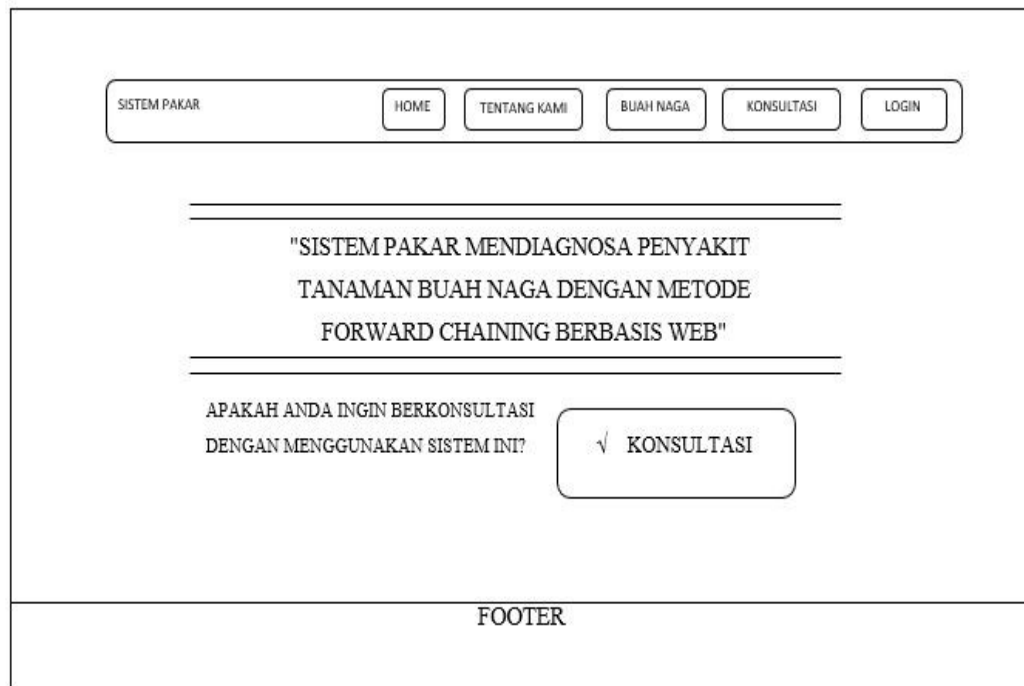 SISTEM PAKAR HOME TENTANG KAMI BUAH NAGA KONSULTASI LOGIN
"SISTEM PAKAR MENDIAGNOSA PENYAKIT
TANAMAN BUAH NAGA DENGAN METODE
FORWARD CHAINING BERBASIS WEB"
APAKAH ANDA INGIN BERKONSULTASI
DENGAN MENGGUNAKAN SISTEM INI?
√ KONSULTASI
FOOTER